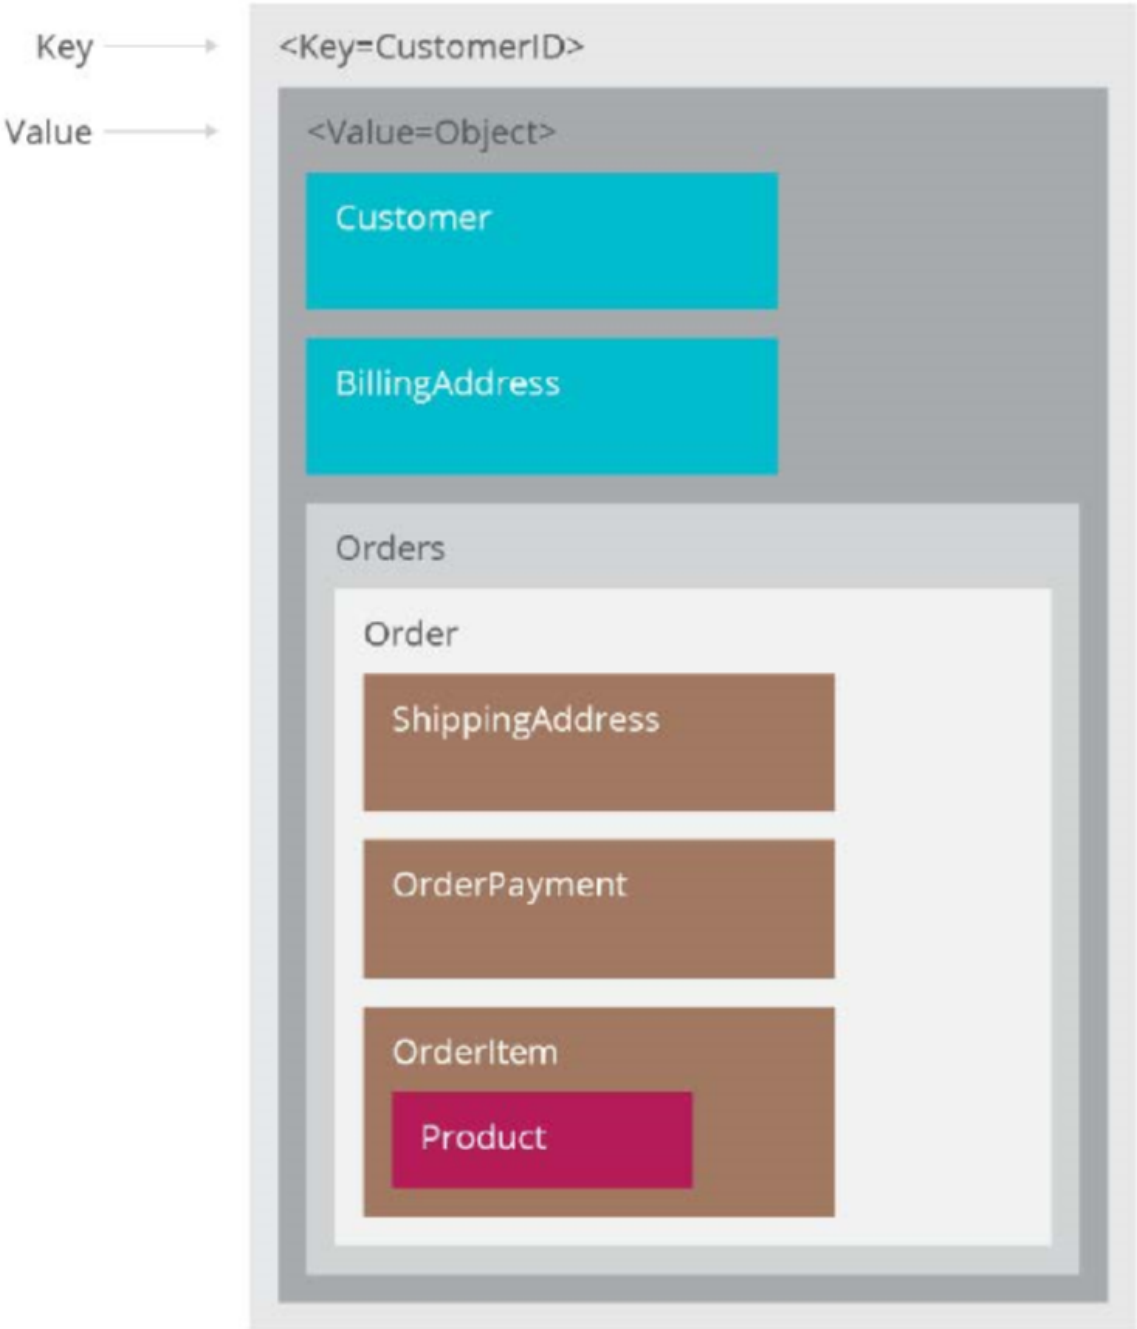 Key
<Key=CustomerID>
Value
<Value=Object>
Customer
BillingAddress
Orders
Order
ShippingAddress
OrderPayment
OrderItem
Product